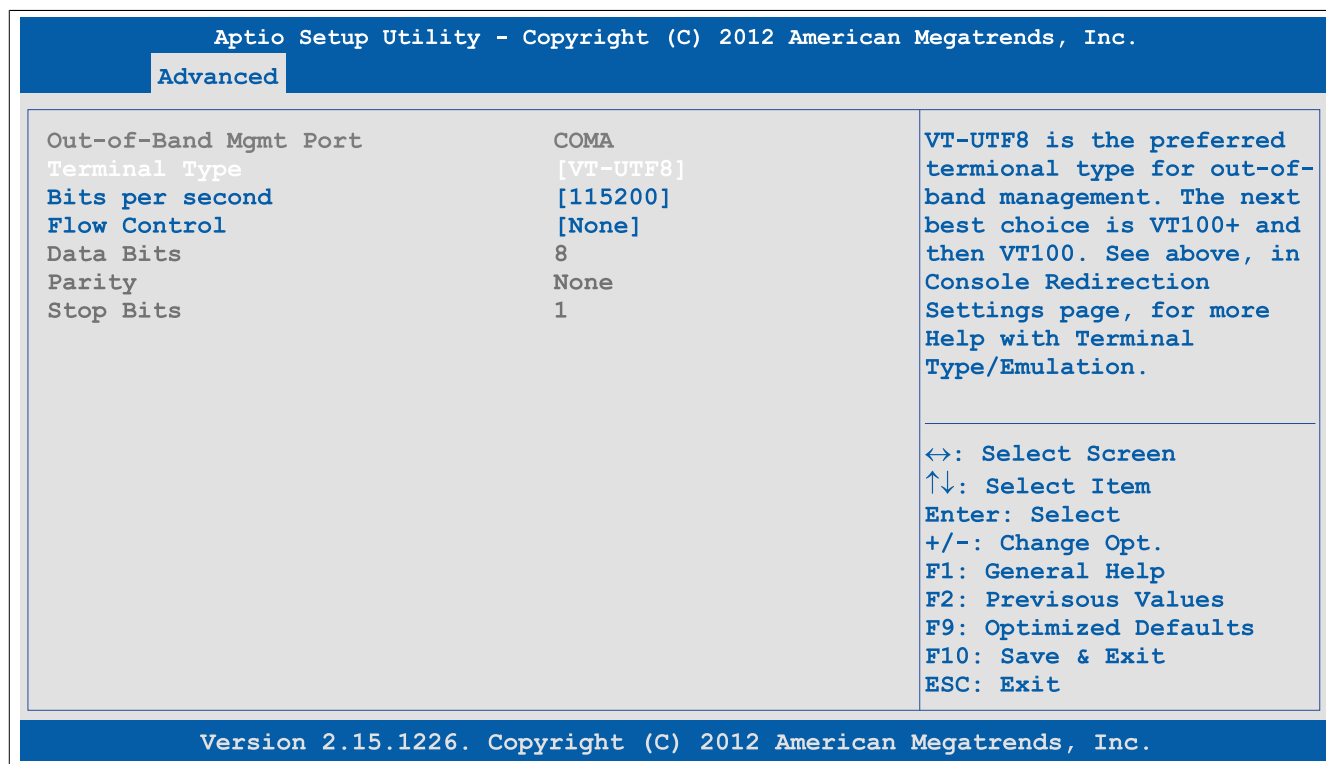 Aptio Setup Utility - Copyright (C) 2012 American Megatrends, Inc.
Advanced
Out-of-Band Mgmt Port COMA
Terminal Type [VT-UTF8]
Bits per second [115200]
Flow Control [None]
Data Bits 8
Parity None
Stop Bits 1
VT-UTF8 is the preferred
termional type for out-of-
band management. The next
best choice is VT100+ and
then VT100. See above, in
Console Redirection
Settings page, for more
Help with Terminal
Type/Emulation.
↔: Select Screen
↑↓: Select Item
Enter: Select
+/-: Change Opt.
F1: General Help
F2: Previsous Values
F9: Optimized Defaults
F10: Save & Exit
ESC: Exit
Version 2.15.1226. Copyright (C) 2012 American Megatrends, Inc.